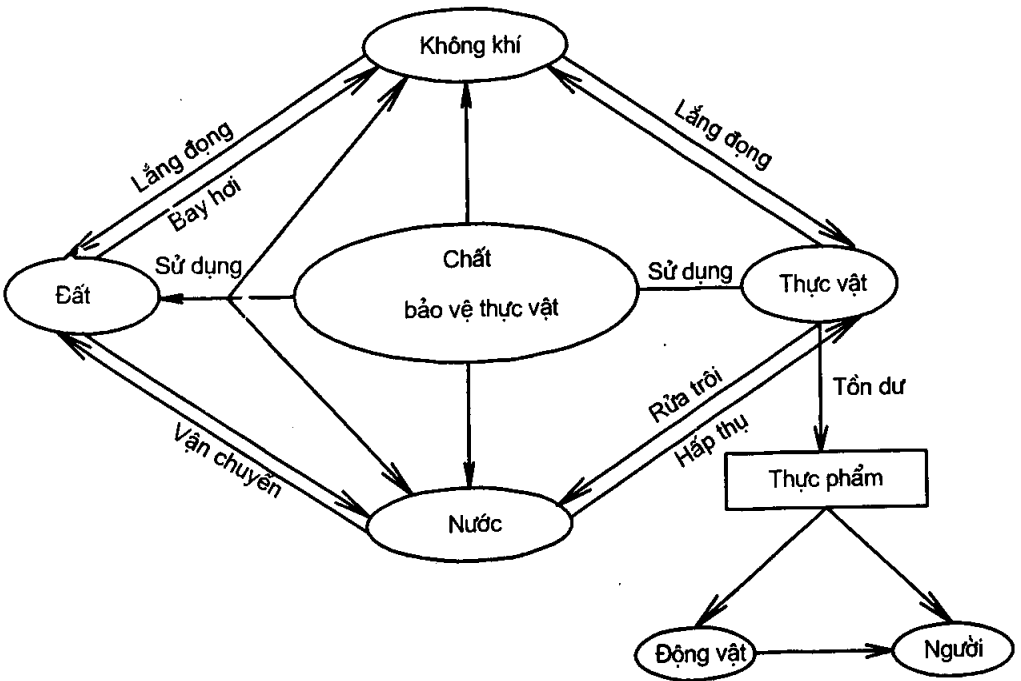 Không khí
Lắng đọng
Lắng đọng
Bay hơi
Sử dụng
Chất
bảo vệ thực vật
Sử dụng
Đất
Thực vật
Vận chuyển
Rửa trôi
Hấp thụ
Tồn dư
Thực phẩm
Nước
Động vật
Người